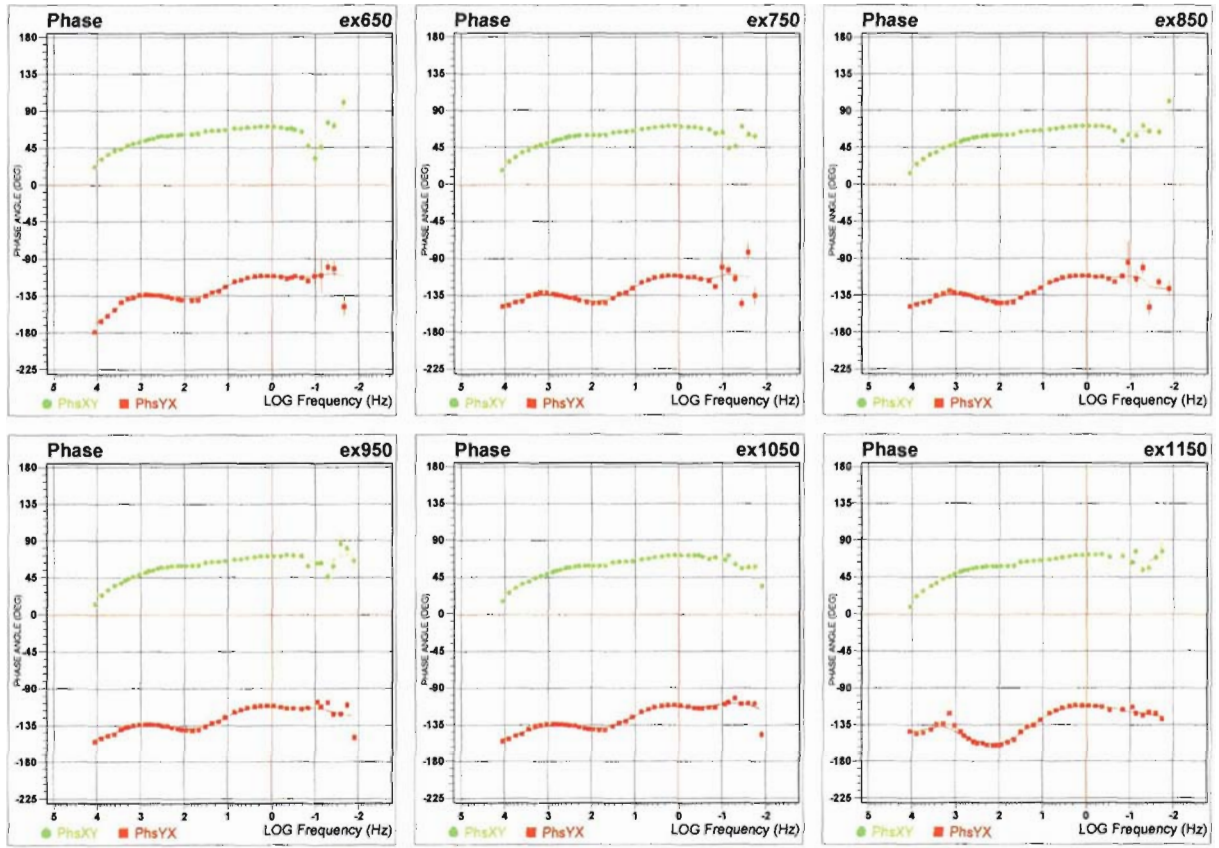 Phase ex650
180
135
90
45
0
-45
-90
-135
-180
-225
PHASE ANGLE (DEG)
5 4 3 2 1 0 -1 -2
PhsXY PhsYX LOG Frequency (Hz)
Phase ex750
180
135
90
45
0
-45
-90
-135
-180
-225
PHASE ANGLE (DEG)
5 4 3 2 1 0 -1 -2
PhsXY PhsYX LOG Frequency (Hz)
Phase ex850
180
135
90
45
0
-45
-90
-135
-180
-225
PHASE ANGLE (DEG)
5 4 3 2 1 0 -1 -2
PhsXY PhsYX LOG Frequency (Hz)
Phase ex950
180
135
90
45
0
-45
-90
-135
-180
-225
PHASE ANGLE (DEG)
5 4 3 2 1 0 -1 -2
PhsXY PhsYX LOG Frequency (Hz)
Phase ex1050
180
135
90
45
0
-45
-90
-135
-180
-225
PHASE ANGLE (DEG)
5 4 3 2 1 0 -1 -2
PhsXY PhsYX LOG Frequency (Hz)
Phase ex1150
180
135
90
45
0
-45
-90
-135
-180
-225
PHASE ANGLE (DEG)
5 4 3 2 1 0 -1 -2
PhsXY PhsYX LOG Frequency (Hz)